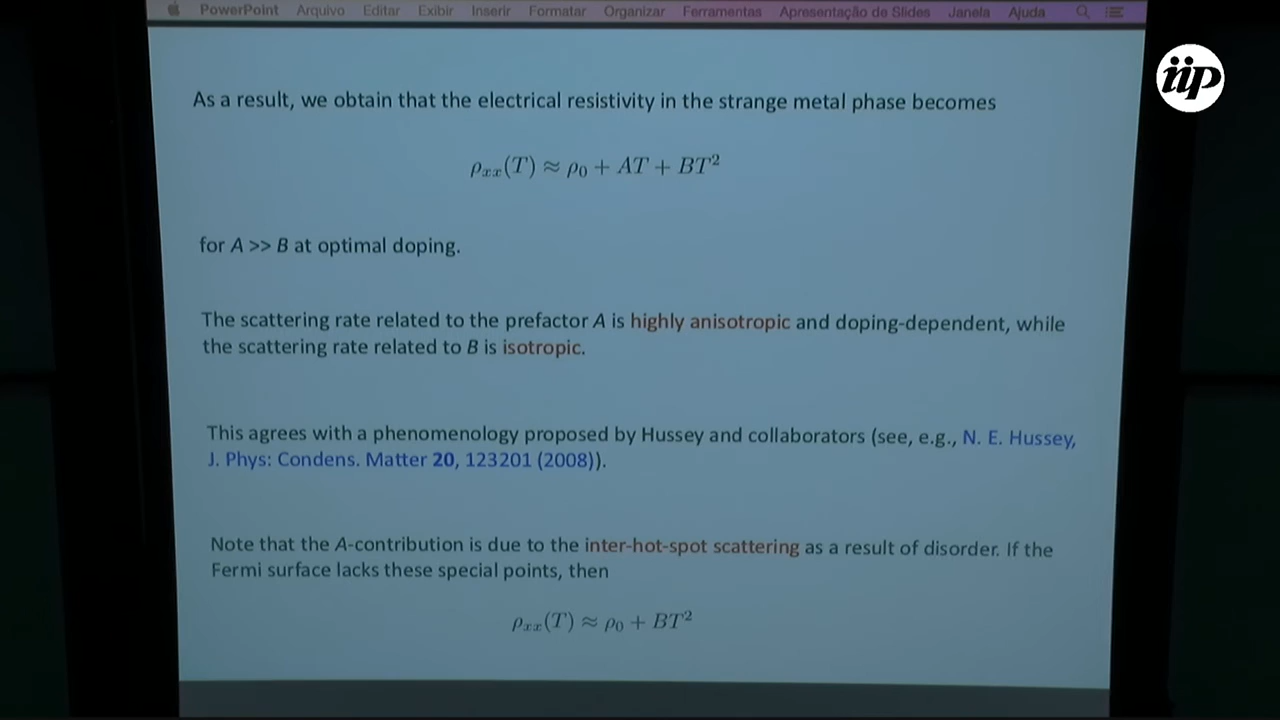 PowerPoint Arquivo Editar Exibir Inserir Formatar Organizar Ferramentas Apresentação de Slides Janela Ajuda
iip
As a result, we obtain that the electrical resistivity in the strange metal phase becomes
ρxx(T) ≈ ρ0 + AT + BT²
for A >> B at optimal doping.
The scattering rate related to the prefactor A is highly anisotropic and doping-dependent, while
the scattering rate related to B is isotropic.
This agrees with a phenomenology proposed by Hussey and collaborators (see, e.g., N. E. Hussey,
J. Phys: Condens. Matter 20, 123201 (2008)).
Note that the A-contribution is due to the inter-hot-spot scattering as a result of disorder. If the
Fermi surface lacks these special points, then
ρxx(T) ≈ ρ0 + BT²